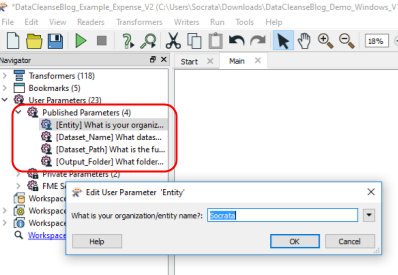 *DataCleanseBlog_Example_Expense_V2 (C:\Users\Socrata\Downloads\DataCleanseBlog_Demo_Windows_V
File Edit View Readers Transformers Writers Run Tools Help
18%
Navigator
Start Main
Transformers (118)
Bookmarks (5)
User Parameters (23)
Published Parameters (4)
[Entity] What is your organiz...
[Dataset_Name] What datas...
[Dataset_Path] What is the fu...
[Output_Folder] What folder...
Private Parameters (2)
FME S
Workspace
Workspace
Workspace
Workspace
Edit User Parameter 'Entity'
What is your organization/entity name?: Socrata
Help OK Cancel